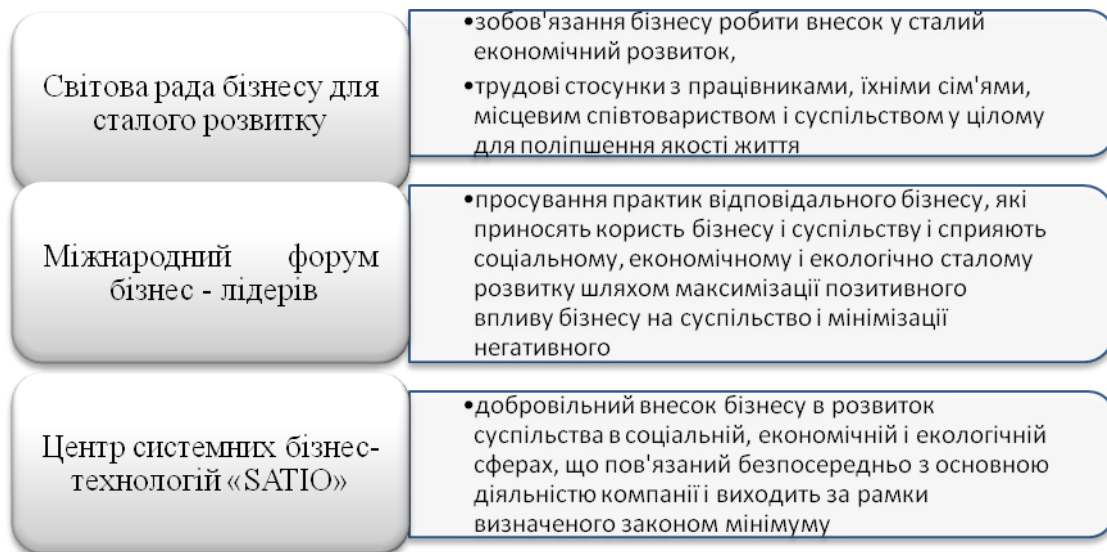 Світова рада бізнесу для
сталого розвитку
•зобов'язання бізнесу робити внесок у сталий
економічний розвиток,
•трудові стосунки з працівниками, їхніми сім'ями,
місцевим співтовариством і суспільством у цілому
для поліпшення якості життя
Міжнародний форум
бізнес - лідерів
•просування практик відповідального бізнесу, які
приносять користь бізнесу і суспільству і сприяють
соціальному, економічному і екологічно сталому
розвитку шляхом максимізації позитивного
впливу бізнесу на суспільство і мінімізації
негативного
Центр системних бізнес-
технологій «SATIO»
•добровільний внесок бізнесу в розвиток
суспільства в соціальній, економічній і екологічній
сферах, що пов'язаний безпосередньо з основною
діяльністю компанії і виходить за рамки
визначеного законом мінімуму